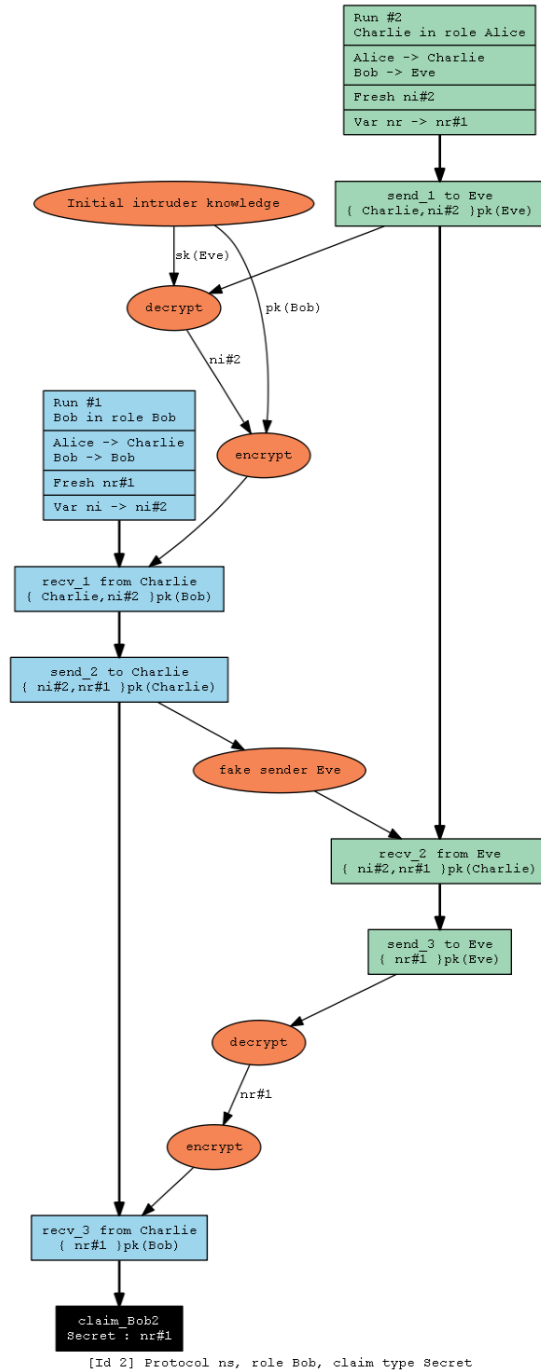 Run #2
Charlie in role Alice
Alice -> Charlie
Bob -> Eve
Fresh ni#2
Var nr -> nr#1
send_1 to Eve
{ Charlie,ni#2 }pk(Eve)
Initial intruder knowledge
sk(Eve)
decrypt
pk(Bob)
ni#2
Run #1
Bob in role Bob
Alice -> Charlie
Bob -> Bob
Fresh nr#1
Var ni -> ni#2
encrypt
recv_1 from Charlie
{ Charlie,ni#2 }pk(Bob)
send_2 to Charlie
{ ni#2,nr#1 }pk(Charlie)
fake sender Eve
recv_2 from Eve
{ ni#2,nr#1 }pk(Charlie)
send_3 to Eve
{ nr#1 }pk(Eve)
decrypt
nr#1
encrypt
recv_3 from Charlie
{ nr#1 }pk(Bob)
claim_Bob2
Secret : nr#1
[Id 2] Protocol ns, role Bob, claim type Secret